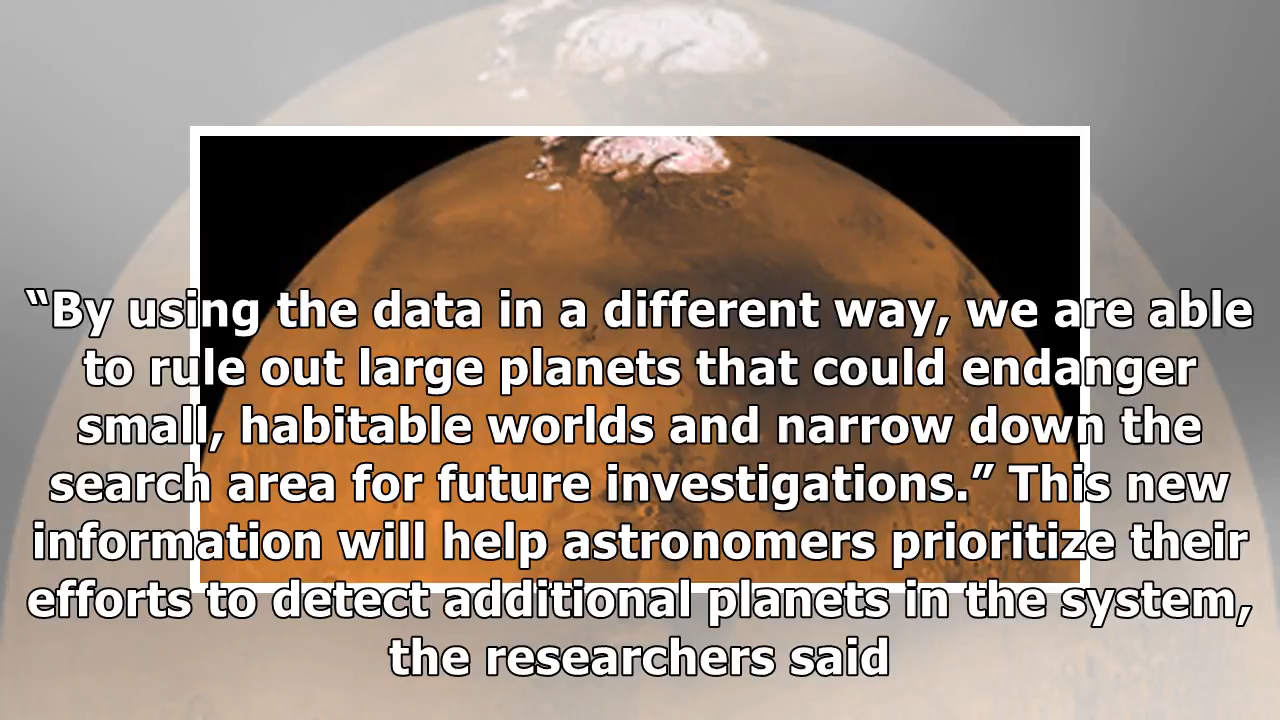 “By using the data in a different way, we are able
to rule out large planets that could endanger
small, habitable worlds and narrow down the
search area for future investigations.” This new
information will help astronomers prioritize their
efforts to detect additional planets in the system,
the researchers said